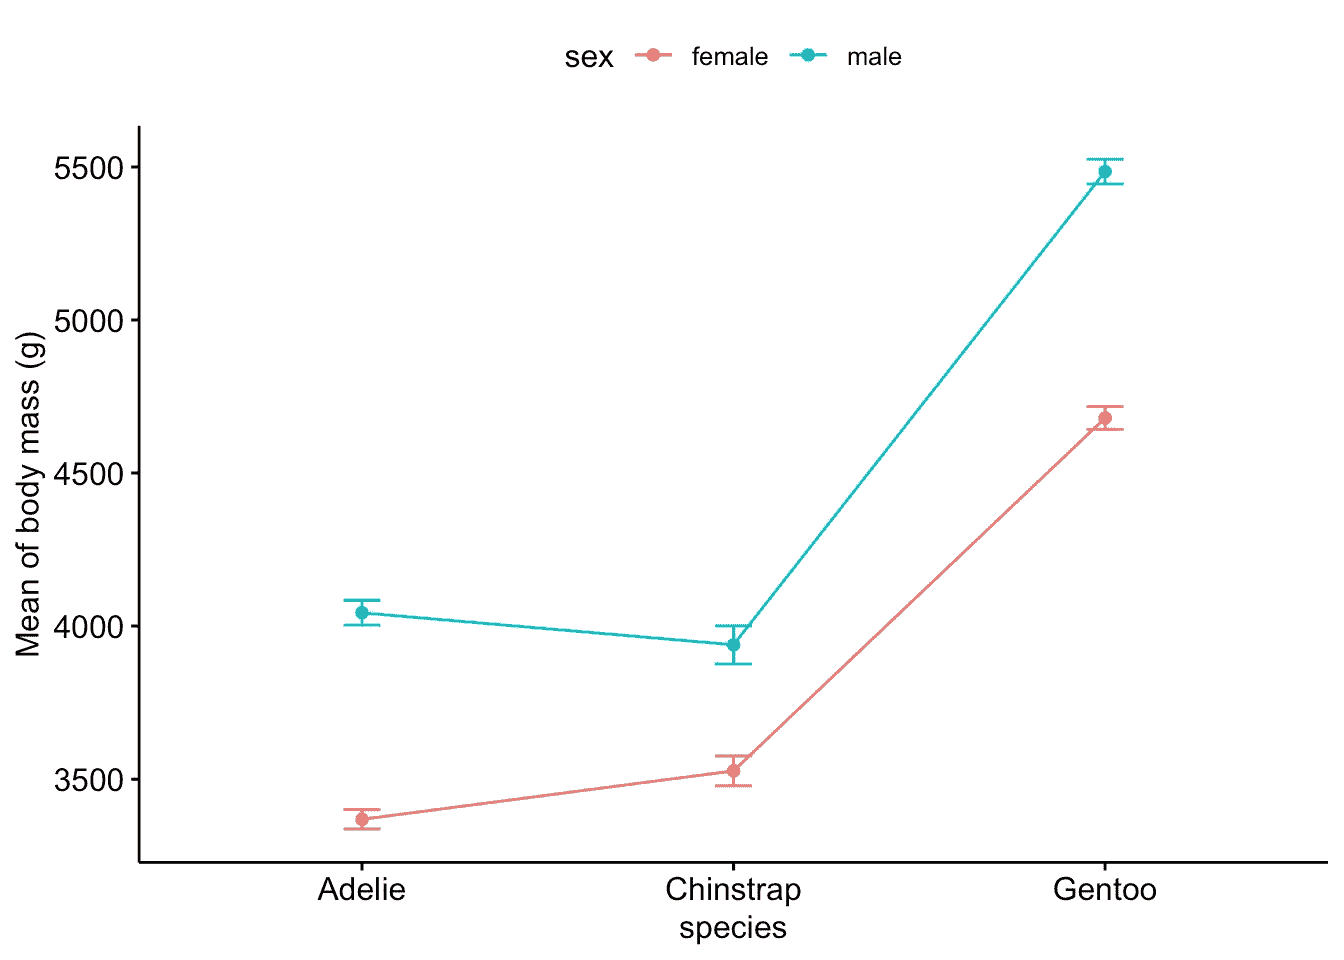 sex female male
5500
5000
4500
4000
3500
Mean of body mass (g)
Adelie Chinstrap Gentoo
species